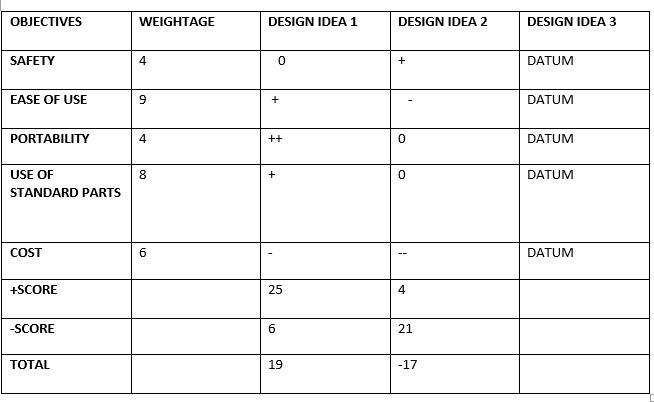 OBJECTIVES WEIGHTAGE DESIGN IDEA 1 DESIGN IDEA 2 DESIGN IDEA 3
SAFETY 4 0 + DATUM
EASE OF USE 9 + - DATUM
PORTABILITY 4 ++ 0 DATUM
USE OF 8 + 0 DATUM
STANDARD PARTS
COST 6 - -- DATUM
+SCORE 25 4
-SCORE 6 21
TOTAL 19 -17